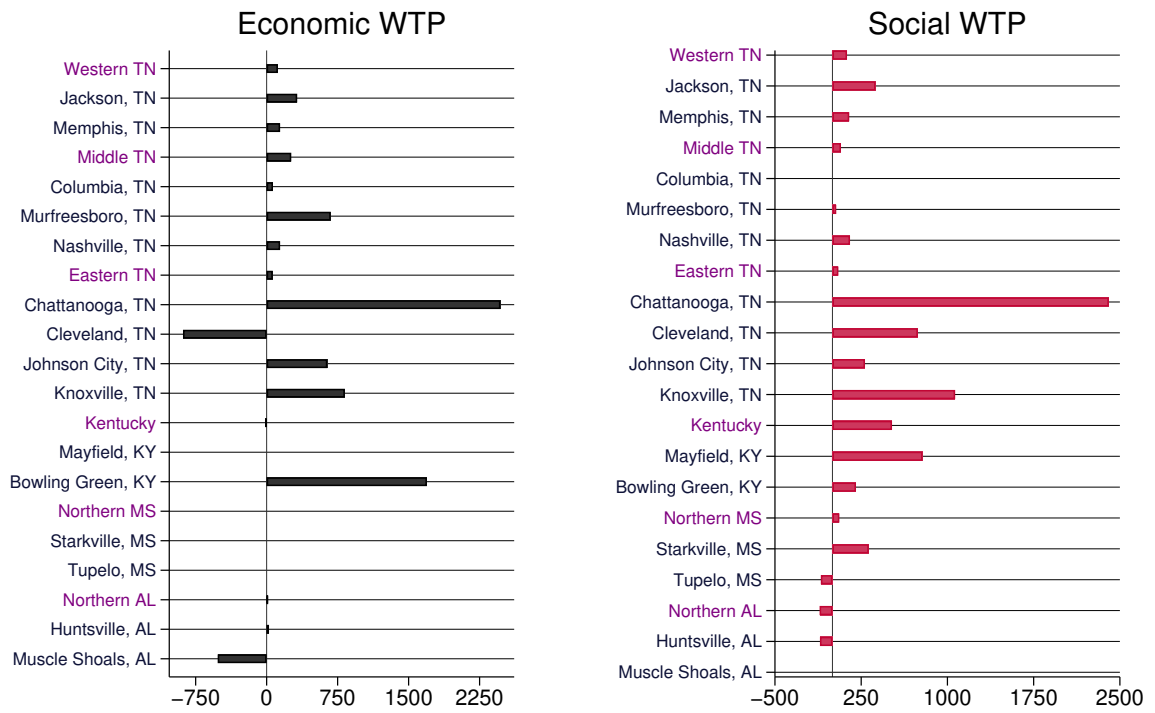 Economic WTP
Western TN
Jackson, TN
Memphis, TN
Middle TN
Columbia, TN
Murfreesboro, TN
Nashville, TN
Eastern TN
Chattanooga, TN
Cleveland, TN
Johnson City, TN
Knoxville, TN
Kentucky
Mayfield, KY
Bowling Green, KY
Northern MS
Starkville, MS
Tupelo, MS
Northern AL
Huntsville, AL
Muscle Shoals, AL
−750 0 750 1500 2250
Social WTP
Western TN
Jackson, TN
Memphis, TN
Middle TN
Columbia, TN
Murfreesboro, TN
Nashville, TN
Eastern TN
Chattanooga, TN
Cleveland, TN
Johnson City, TN
Knoxville, TN
Kentucky
Mayfield, KY
Bowling Green, KY
Northern MS
Starkville, MS
Tupelo, MS
Northern AL
Huntsville, AL
Muscle Shoals, AL
−500 250 1000 1750 2500